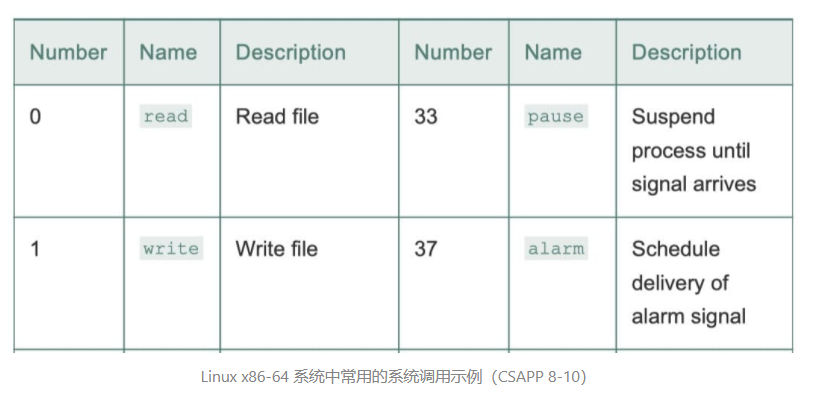 Number Name Description Number Name Description
0 read Read file 33 pause Suspend
process until
signal arrives
1 write Write file 37 alarm Schedule
delivery of
alarm signal
Linux x86-64 系统中常用的系统调用示例（CSAPP 8-10）